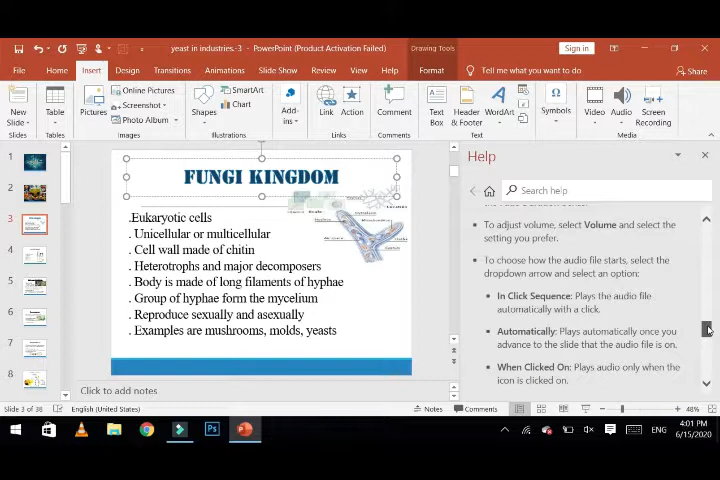 yeast in industries.-3 - PowerPoint (Product Activation Failed)
Drawing Tools
Sign in
File Home Insert Design Transitions Animations Slide Show Review View Help Format Tell me what you want to do Share
New Slide
Table
Pictures
Online Pictures
Screenshot
Photo Album
Shapes
SmartArt
Chart
Add-ins
Link
Action
Comment
Text Box
Header & Footer
WordArt
Symbols
Video
Audio
Screen Recording
Slides Tables Images Illustrations Links Comments Text Media
1
2
3
4
5
6
7
8
FUNGI KINGDOM
.Eukaryotic cells
. Unicellular or multicellular
. Cell wall made of chitin
. Heterotrophs and major decomposers
. Body is made of long filaments of hyphae
. Group of hyphae form the mycelium
. Reproduce sexually and asexually
. Examples are mushrooms, molds, yeasts
Click to add notes
Help
Search help
To adjust volume, select Volume and select the
setting you prefer.
To choose how the audio file starts, select the
dropdown arrow and select an option:
In Click Sequence: Plays the audio file
automatically with a click.
Automatically: Plays automatically once you
advance to the slide that the audio file is on.
When Clicked On: Plays audio only when the
icon is clicked on.
Slide 3 of 38 English (United States) Notes Comments 48%
ENG
4:01 PM
6/15/2020